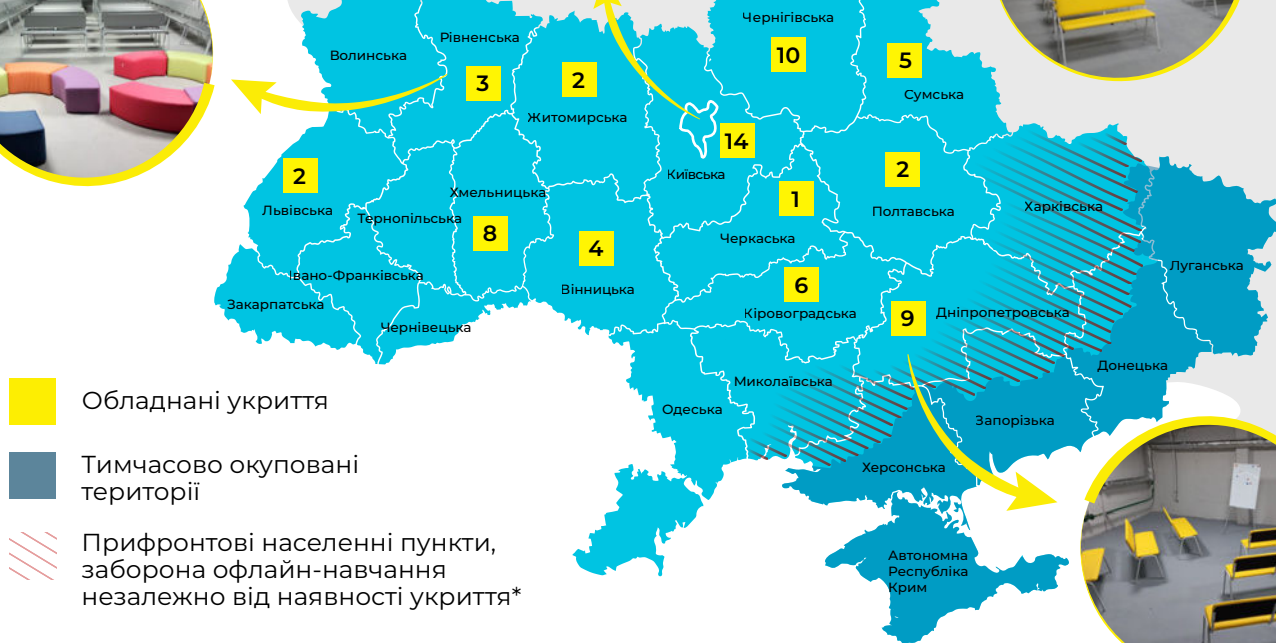 Чернігівська
10
Рівненська
Волинська
3
2
Житомирська
5
Сумська
14
Київська
2
Львівська
Хмельницька
Тернопільська
8
1
Черкаська
2
Полтавська
Харківська
Луганська
4
Вінницька
Івано-Франківська
Закарпатська
Чернівецька
6
Кіровоградська
9
Дніпропетровська
Донецька
Миколаївська
Одеська
Запорізька
Херсонська
Автономна
Республіка
Крим
Обладнані укриття
Тимчасово окуповані
території
Прифронтові населенні пункти,
заборона офлайн-навчання
незалежно від наявності укриття*